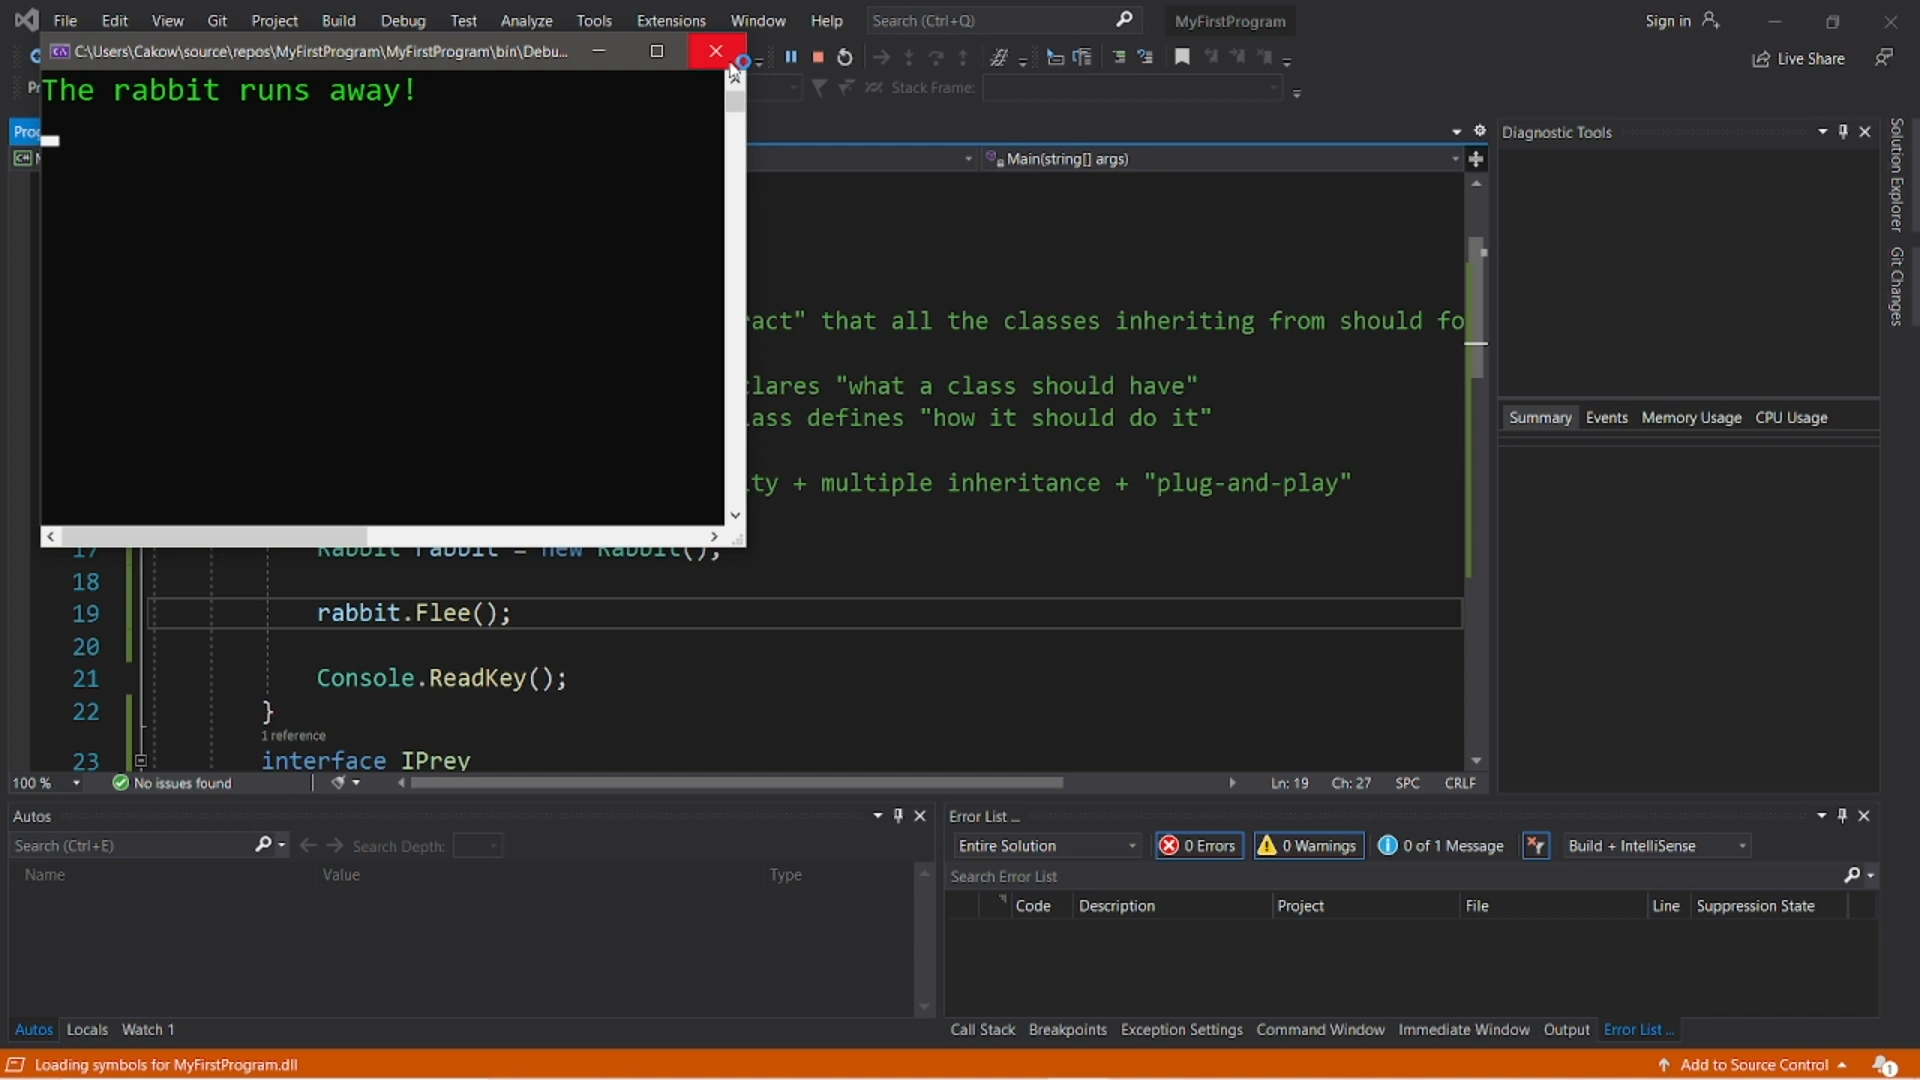 File Edit View Git Project Build Debug Test Analyze Tools Extensions Window Help Search (Ctrl+Q) MyFirstProgram Sign in
C:\Users\Cakow\source\repos\MyFirstProgram\MyFirstProgram\bin\Debu...
Live Share
The rabbit runs away!
Stack Frame:
Main(string[] args)
Diagnostic Tools
Solution Explorer
Git Changes
act" that all the classes inheriting from should fo
lares "what a class should have"
ass defines "how it should do it"
Summary Events Memory Usage CPU Usage
ity + multiple inheritance + "plug-and-play"
17 Rabbit rabbit = new Rabbit();
18
19 rabbit.Flee();
20
21 Console.ReadKey();
22 }
1 reference
23 interface IPrey
100 % No issues found Ln: 19 Ch: 27 SPC CRLF
Autos
Search (Ctrl+E) Search Depth:
Name Value Type
Autos Locals Watch 1
Error List ...
Entire Solution 0 Errors 0 Warnings 0 of 1 Message Build + IntelliSense
Search Error List
Code Description Project File Line Suppression State
Call Stack Breakpoints Exception Settings Command Window Immediate Window Output Error List ...
Loading symbols for MyFirstProgram.dll Add to Source Control 1